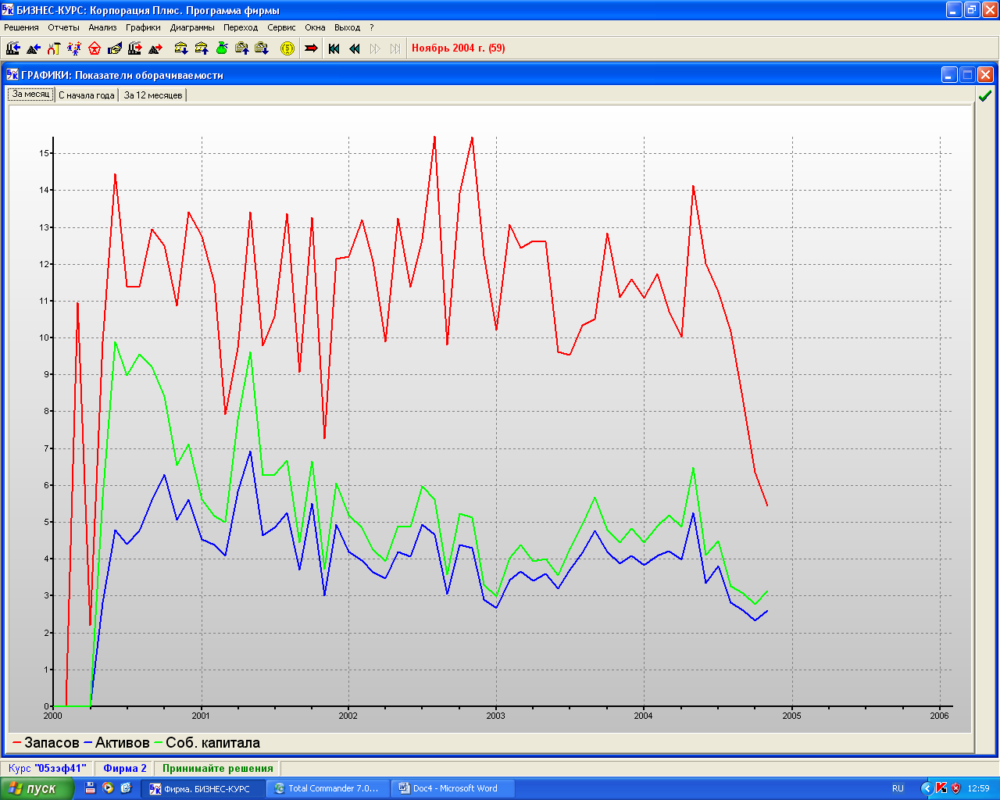 БИЗНЕС-КУРС: Корпорация Плюс. Программа фирмы
Решения Отчеты Анализ Графики Диаграммы Переход Сервис Окна Выход ?
Ноябрь 2004 г. (59)
ГРАФИКИ: Показатели оборачиваемости
За месяц С начала года За 12 месяцев
15
14
13
12
11
10
9
8
7
6
5
4
3
2
1
0
2000 2001 2002 2003 2004 2005 2006
Запасов Активов Соб. капитала
Курс "05зэф41" Фирма 2 Принимайте решения
пуск Фирма. БИЗНЕС-КУРС Total Commander 7.0... Doc4 - Microsoft Word RU 12:59